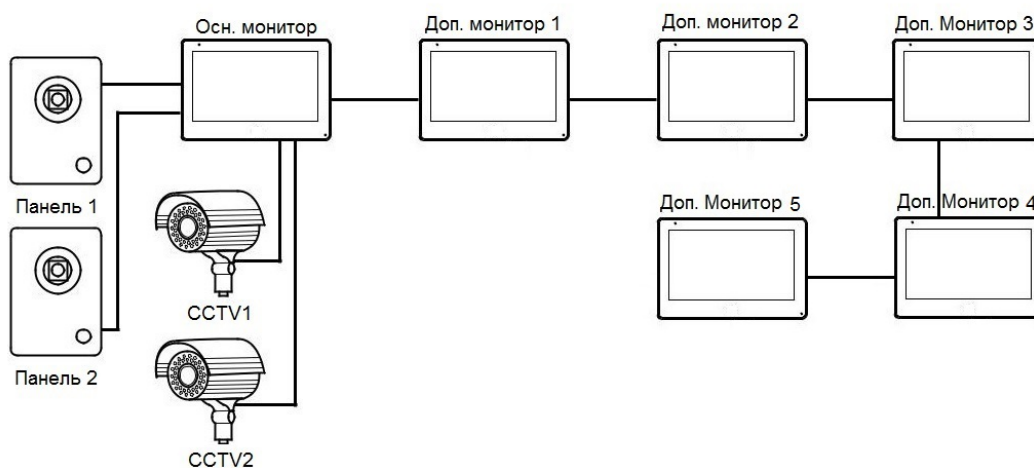 Осн. монитор
Доп. монитор 1
Доп. монитор 2
Доп. Монитор 3
Панель 1
Доп. Монитор 5
Доп. Монитор 4
CCTV1
Панель 2
CCTV2